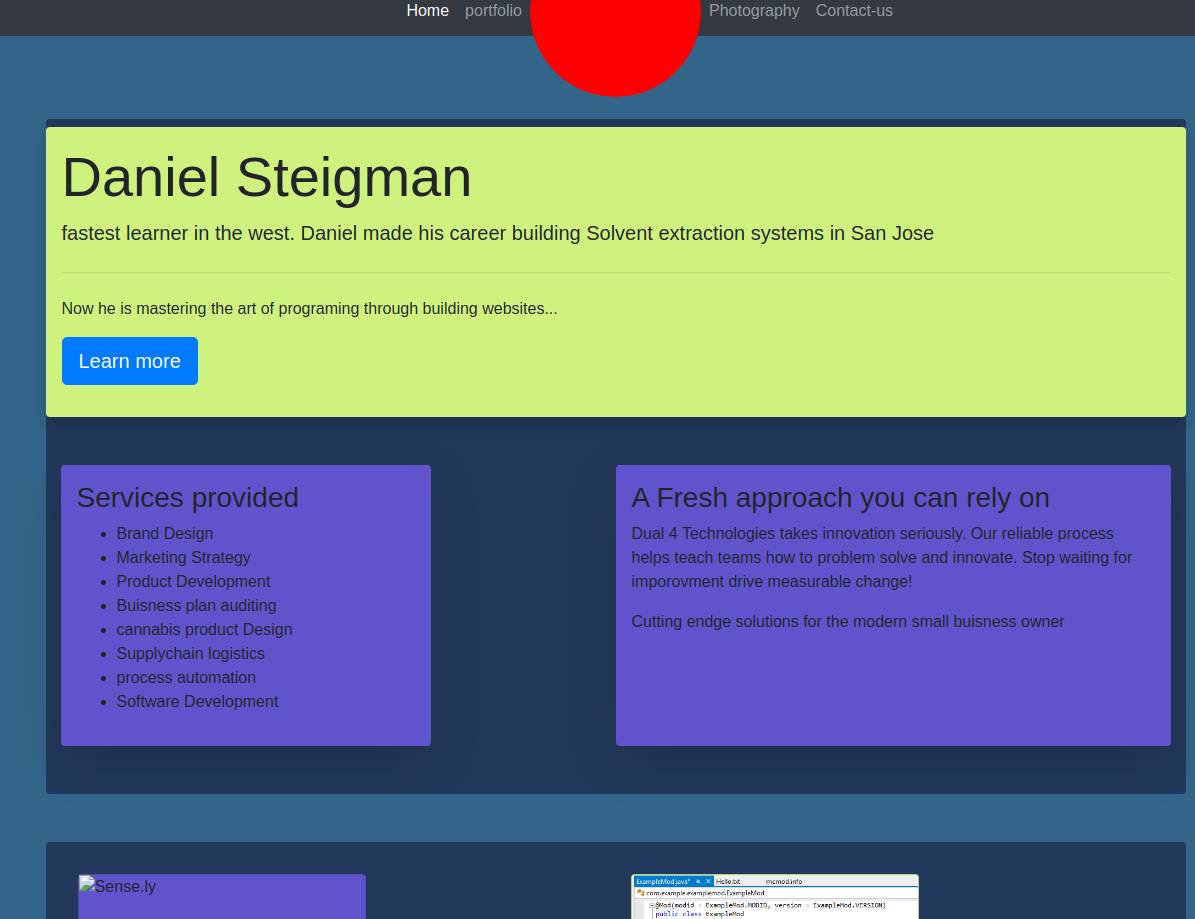 Home portfolio Photography Contact-us
Daniel Steigman
fastest learner in the west. Daniel made his career building Solvent extraction systems in San Jose
Now he is mastering the art of programing through building websites...
Learn more
Services provided
Brand Design
Marketing Strategy
Product Development
Buisness plan auditing
cannabis product Design
Supplychain logistics
process automation
Software Development
A Fresh approach you can rely on
Dual 4 Technologies takes innovation seriously. Our reliable process
helps teach teams how to problem solve and innovate. Stop waiting for
imporovment drive measurable change!
Cutting endge solutions for the modern small buisness owner
Sense.ly
ExampleMod.java* Hello.txt mcmod.info
com.example.examplemod.ExampleMod
@Mod(modid = ExampleMod.MODID, version = ExampleMod.VERSION)
public class ExampleMod